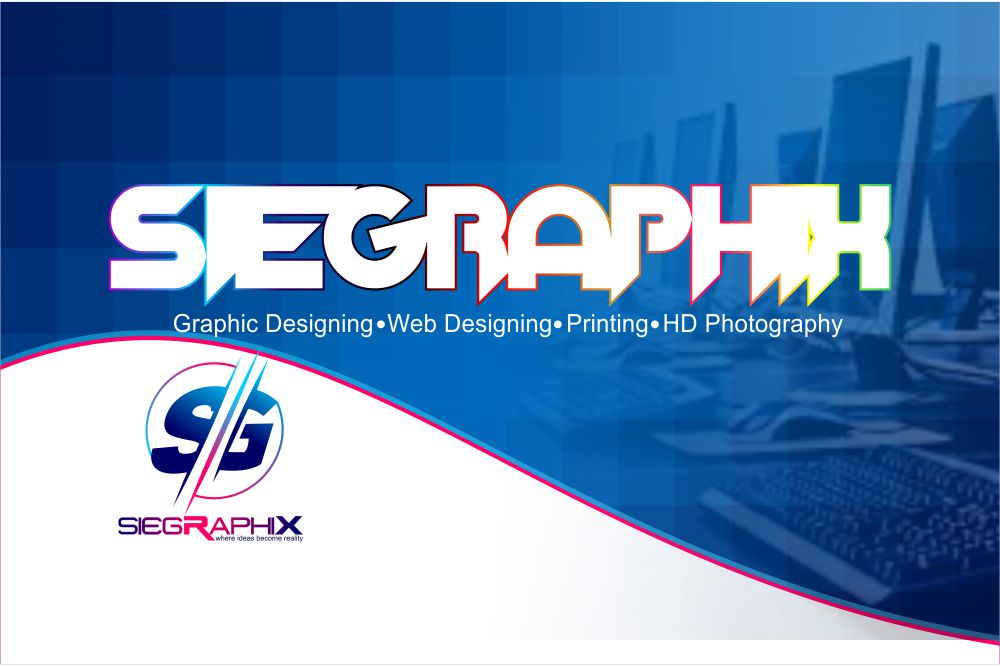 SIEGRAPHIX
Graphic Designing•Web Designing•Printing•HD Photography
SG
SIEGRAPHIX
where ideas become reality